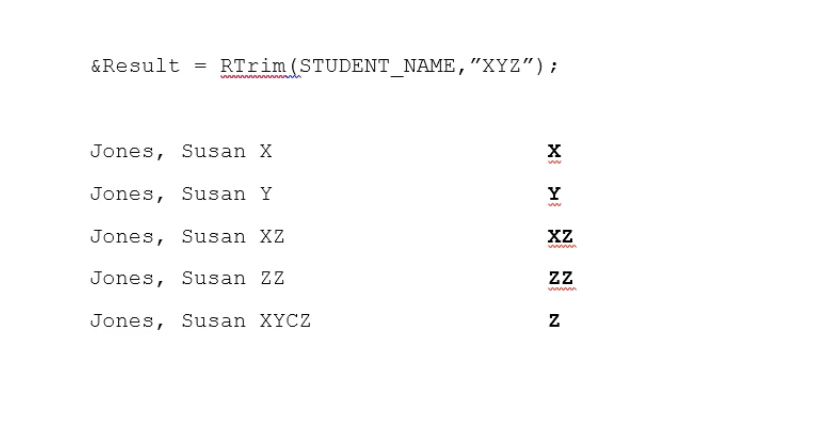 &Result = RTrim(STUDENT_NAME,”XYZ”);
Jones, Susan X X
Jones, Susan Y Y
Jones, Susan XZ XZ
Jones, Susan ZZ ZZ
Jones, Susan XYCZ Z